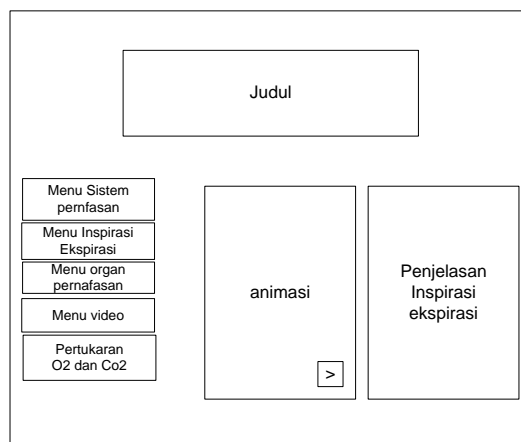 Judul
Menu Sistem
pernfasan
Menu Inspirasi
Ekspirasi
Menu organ
pernafasan
Menu video
Pertukaran
O2 dan Co2
animasi
>
Penjelasan
Inspirasi
ekspirasi